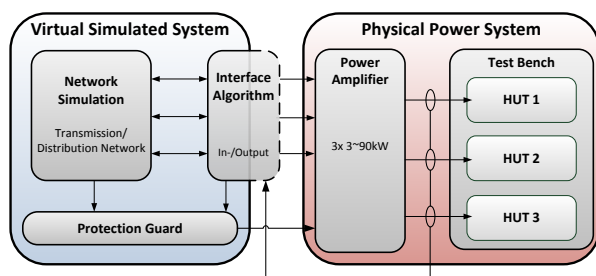 Virtual Simulated System
Physical Power System
Network
Simulation
Transmission/
Distribution Network
Interface
Algorithm
In-/Output
Protection Guard
Power
Amplifier
3x 3~90kW
Test Bench
HUT 1
HUT 2
HUT 3